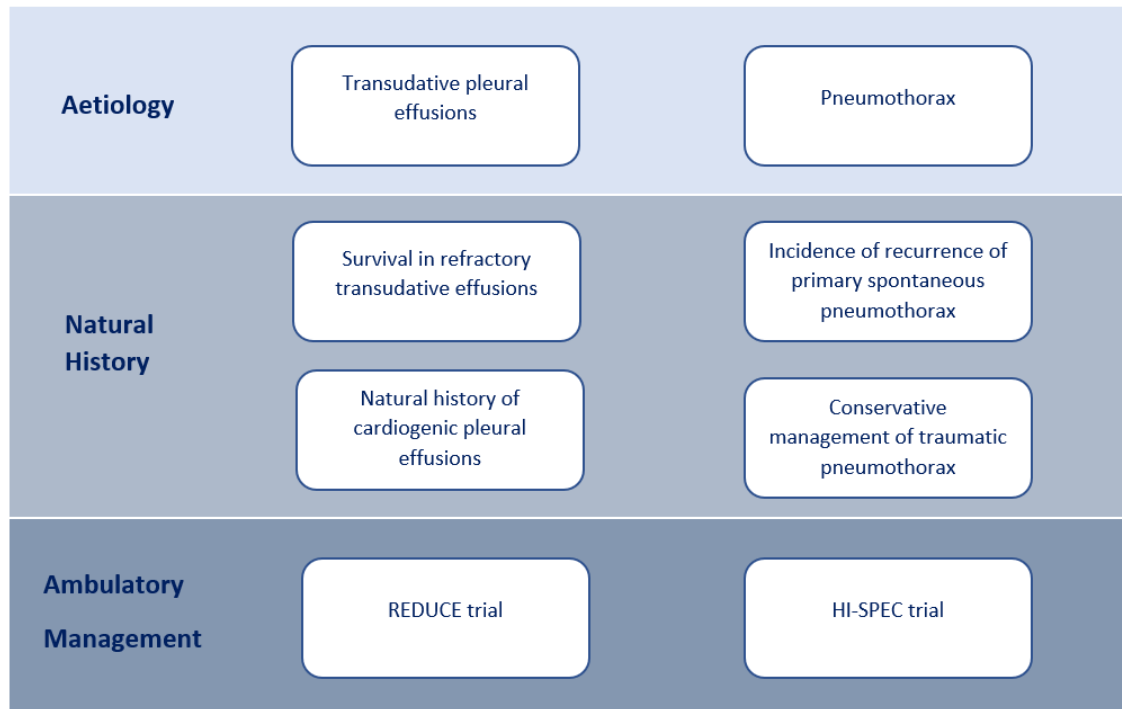 Aetiology
Transudative pleural
effusions
Pneumothorax
Natural
History
Survival in refractory
transudative effusions
Incidence of recurrence of
primary spontaneous
pneumothorax
Natural history of
cardiogenic pleural
effusions
Conservative
management of traumatic
pneumothorax
Ambulatory
Management
REDUCE trial
HI-SPEC trial